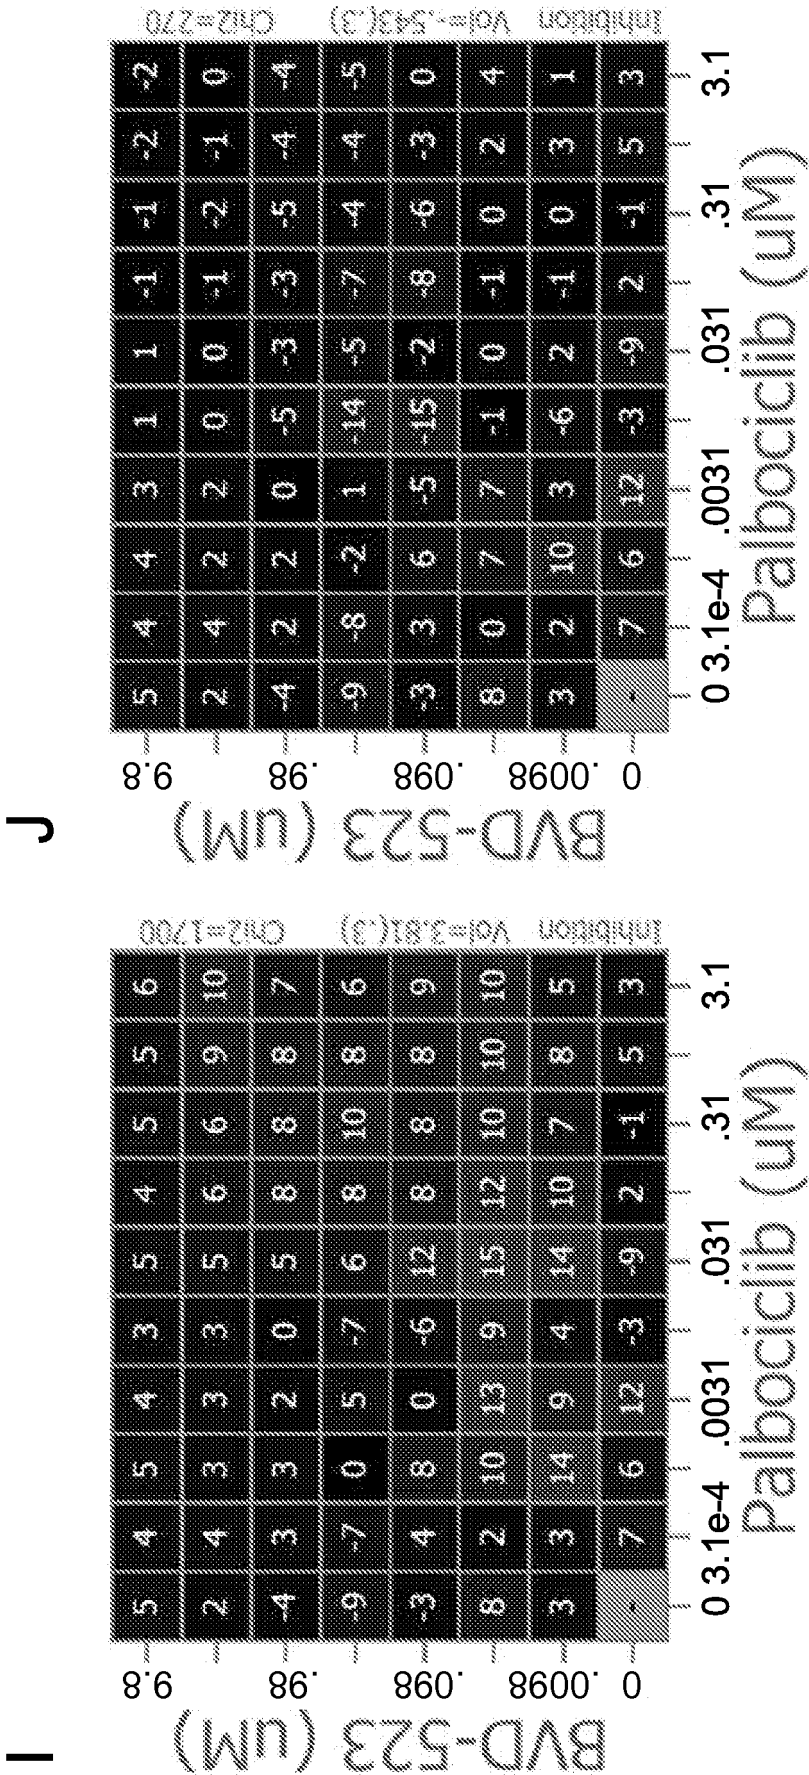 I
BVD-523 (uM)
9.8 5 4 5 4 3 5 4 5 5 6
2 4 3 3 3 5 6 6 9 10
.98 -4 3 3 2 0 5 8 8 8 7
-9 -7 0 5 -7 6 8 10 8 6
.098 -3 4 8 0 -6 12 8 8 8 9
8 2 10 13 9 15 12 10 10 10
.0098 3 3 14 9 4 14 10 7 8 5
0 - 7 6 12 -3 -9 2 -1 5 3
0 3.1e-4 .0031 .031 .31 3.1
Palbociclib (uM)
Inhibition Vol=3.81(.3) Chi2=1700
J
BVD-523 (uM)
9.8 5 4 4 3 1 1 -1 -1 -2 -2
2 4 2 2 0 0 -1 -2 -1 0
.98 -4 2 2 0 -5 -3 -3 -5 -4 -4
-9 -8 -2 1 -14 -5 -7 -4 -4 -5
.098 -3 3 6 -5 -15 -2 -8 -6 -3 0
8 0 7 7 -1 0 -1 0 2 4
.0098 3 2 10 3 -6 2 -1 0 3 1
0 - 7 6 12 -3 -9 2 -1 5 3
0 3.1e-4 .0031 .031 .31 3.1
Palbociclib (uM)
Inhibition Vol=-.543(.3) Chi2=270